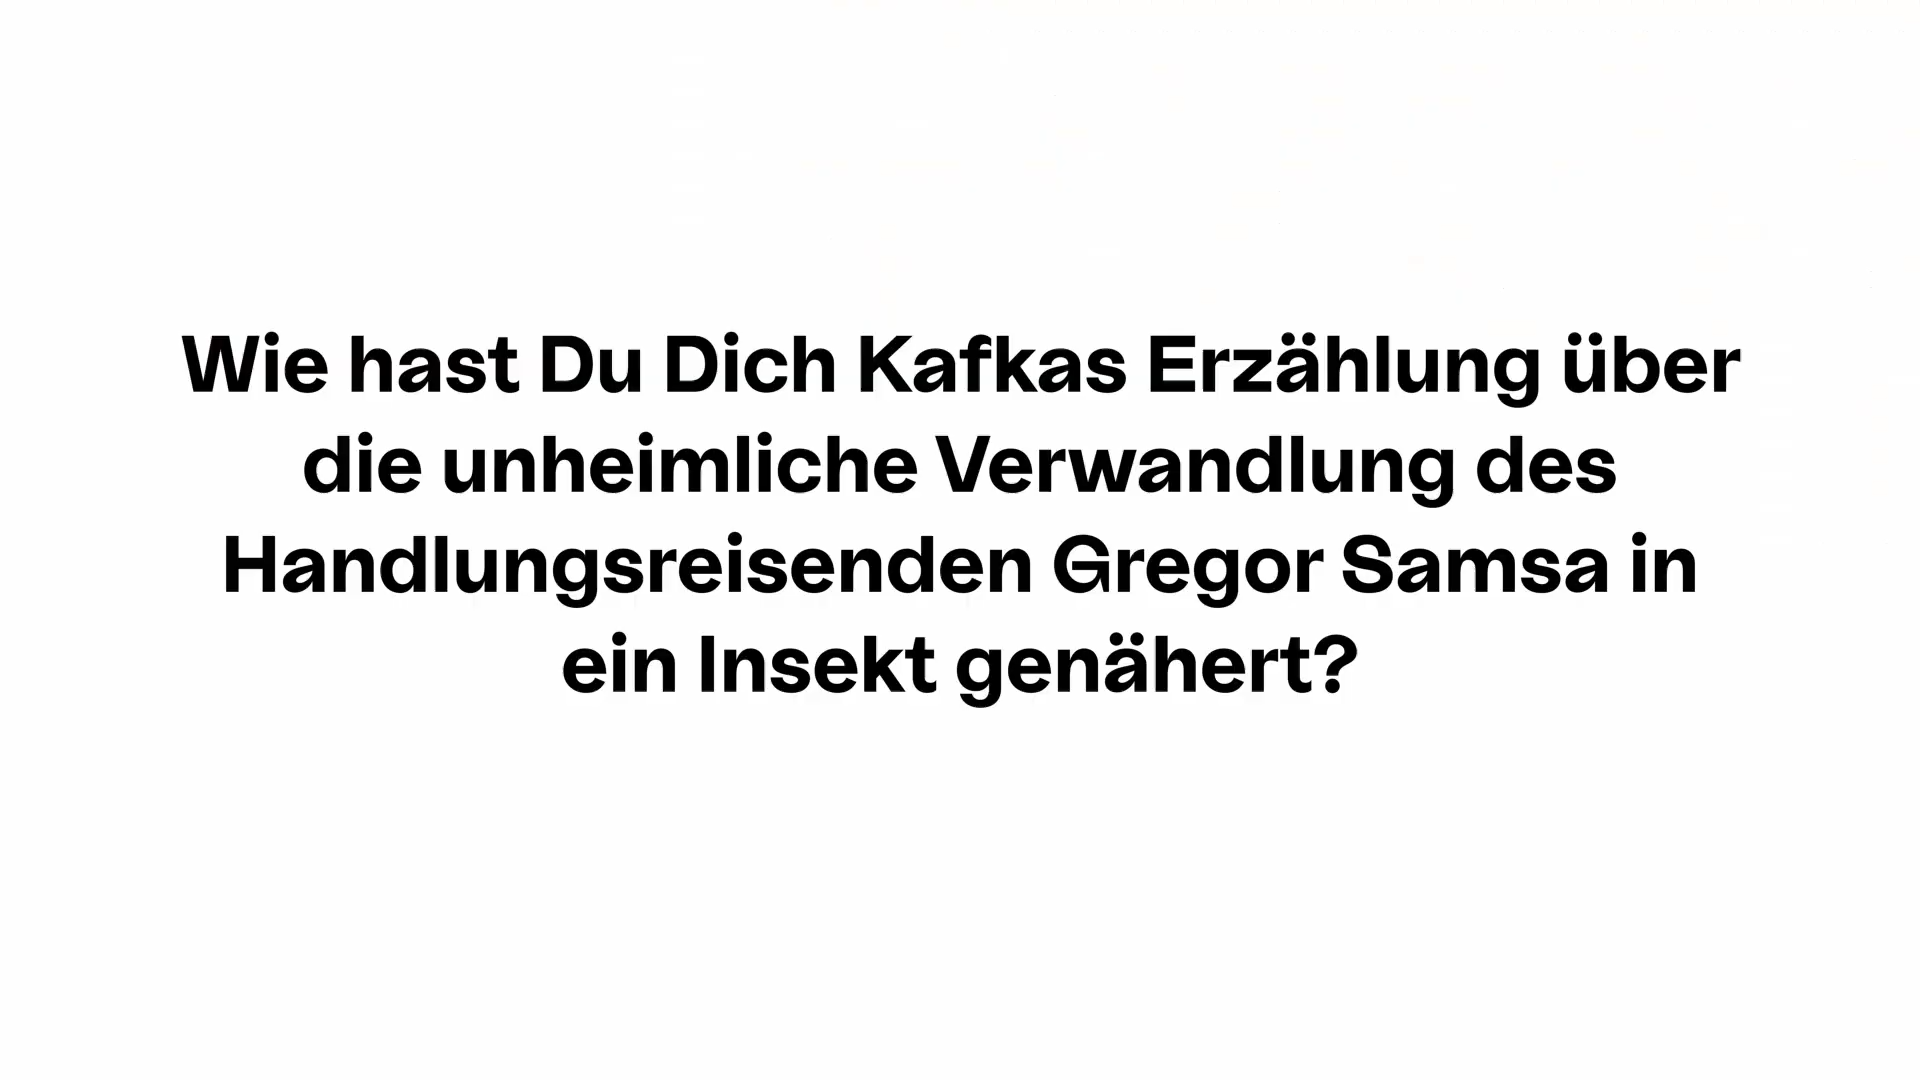 Wie hast Du Dich Kafkas Erzählung über
die unheimliche Verwandlung des
Handlungsreisenden Gregor Samsa in
ein Insekt genähert?